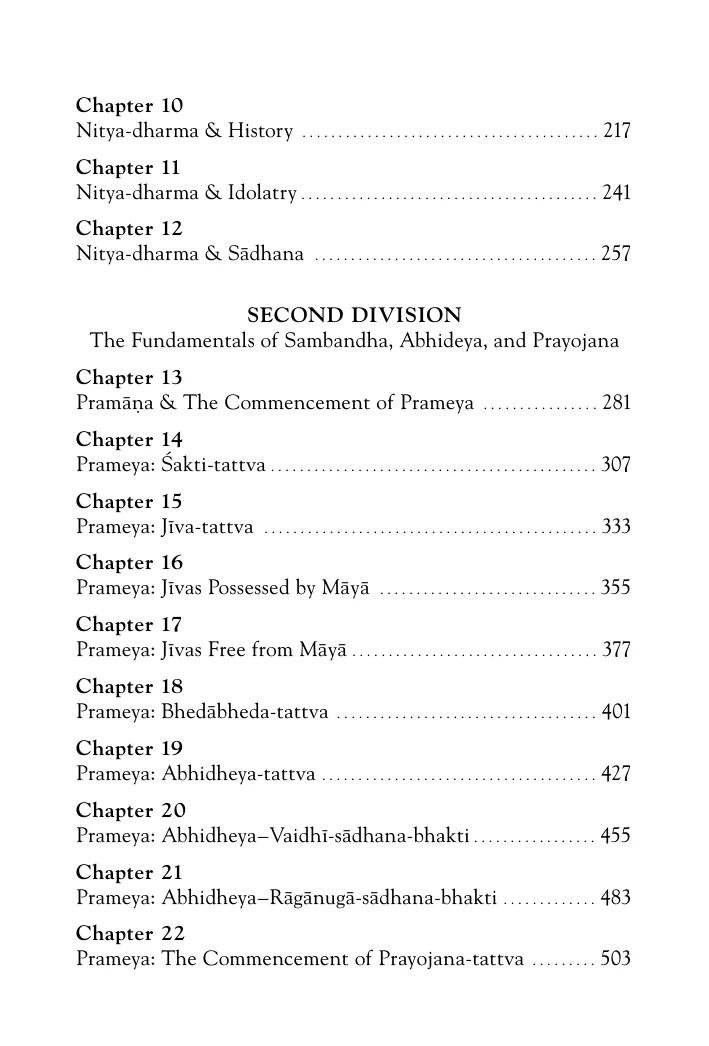 Chapter 10
Nitya-dharma & History ......................................... 217
Chapter 11
Nitya-dharma & Idolatry ......................................... 241
Chapter 12
Nitya-dharma & Sādhana ....................................... 257
SECOND DIVISION
The Fundamentals of Sambandha, Abhideya, and Prayojana
Chapter 13
Pramāṇa & The Commencement of Prameya ................ 281
Chapter 14
Prameya: Śakti-tattva ............................................. 307
Chapter 15
Prameya: Jīva-tattva .............................................. 333
Chapter 16
Prameya: Jīvas Possessed by Māyā .............................. 355
Chapter 17
Prameya: Jīvas Free from Māyā .................................. 377
Chapter 18
Prameya: Bhedābheda-tattva .................................... 401
Chapter 19
Prameya: Abhidheya-tattva ...................................... 427
Chapter 20
Prameya: Abhidheya–Vaidhī-sādhana-bhakti ................. 455
Chapter 21
Prameya: Abhidheya–Rāgānugā-sādhana-bhakti ............. 483
Chapter 22
Prameya: The Commencement of Prayojana-tattva ......... 503